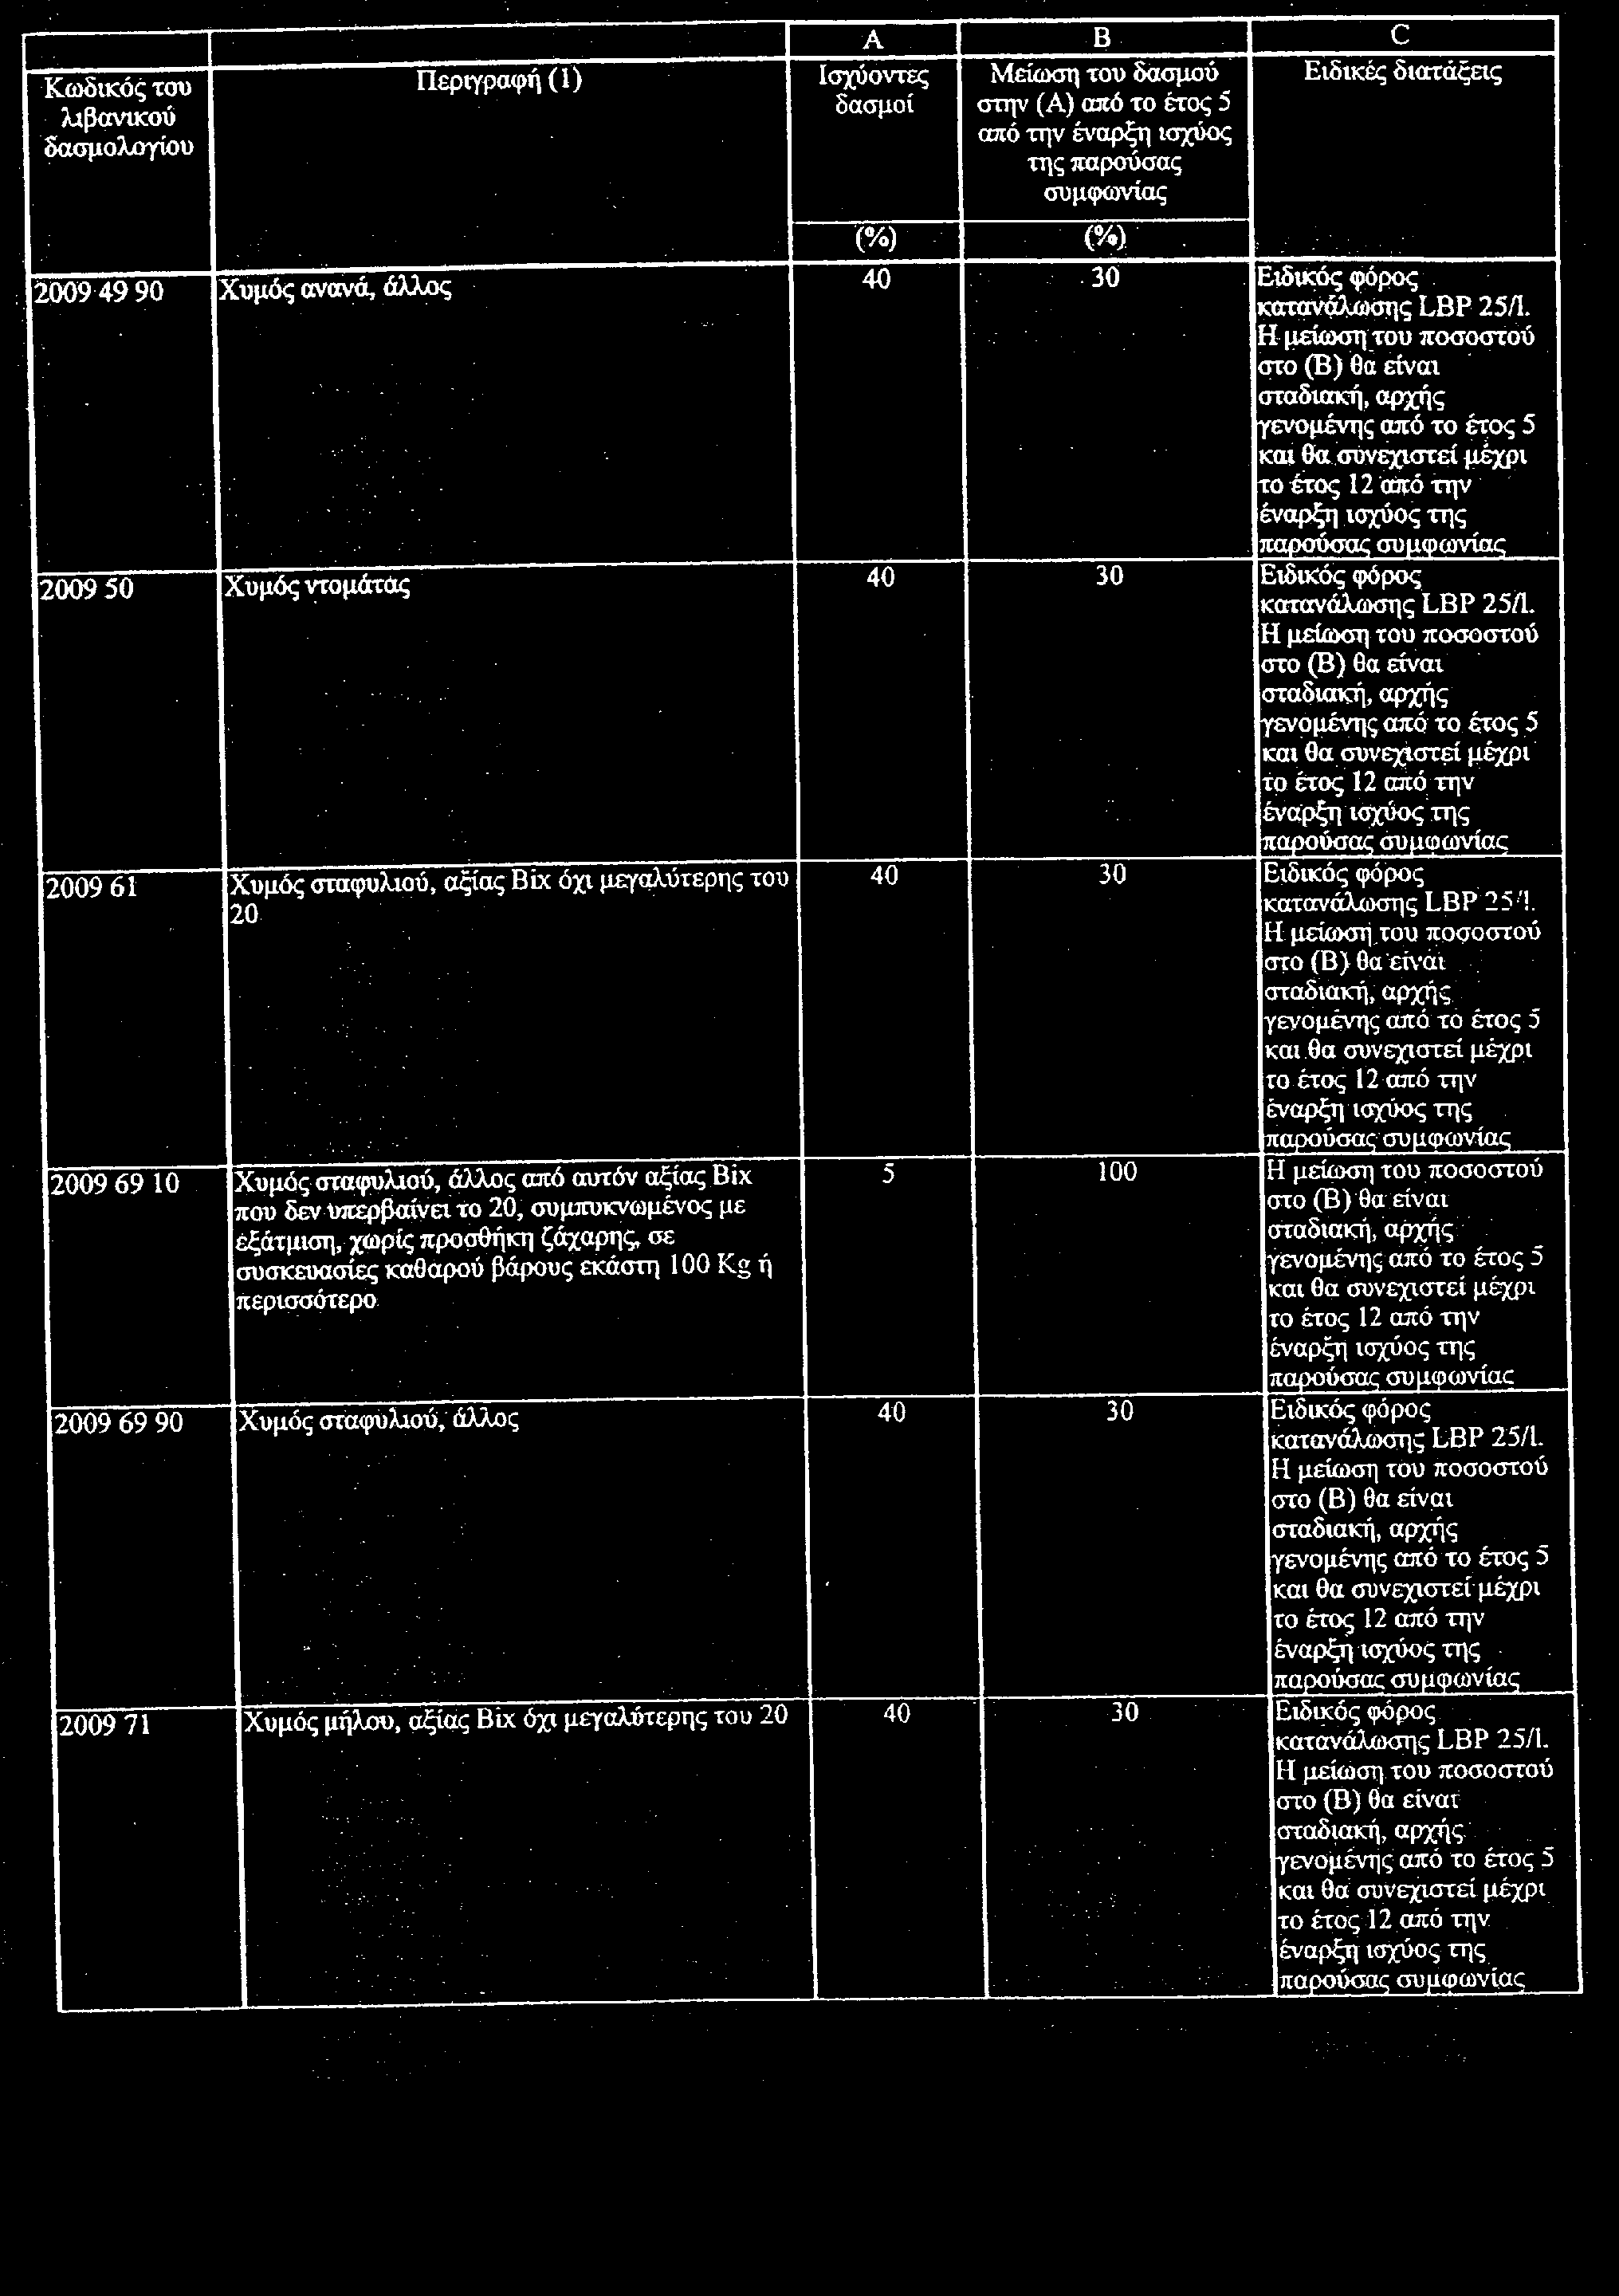 A B C
Κωδικός του
λιβανικού
δασμολογίου
Περιγραφή (1)
Ισχύοντες
δασμοί
Μείωση του δασμού
στην (Α) από το έτος 5
από την έναρξη ισχύος
της παρούσας
συμφωνίας
Ειδικές διατάξεις
(%) (%)
2009 49 90 Χυμός ανανά, άλλος 40 30 Ειδικός φόρος
κατανάλωσης LBP 25/l.
Η μείωση του ποσοστού
στο (Β) θα είναι
σταδιακή, αρχής
γενομένης από το έτος 5
και θα συνεχιστεί μέχρι
το έτος 12 από την
έναρξη ισχύος της
παρούσας συμφωνίας
2009 50 Χυμός ντομάτας 40 30 Ειδικός φόρος
κατανάλωσης LBP 25/l.
Η μείωση του ποσοστού
στο (Β) θα είναι
σταδιακή, αρχής
γενομένης από το έτος 5
και θα συνεχιστεί μέχρι
το έτος 12 από την
έναρξη ισχύος της
παρούσας συμφωνίας
2009 61 Χυμός σταφυλιού, αξίας Bix όχι μεγαλύτερης του
20
40 30 Ειδικός φόρος
κατανάλωσης LBP 25/l.
Η μείωση του ποσοστού
στο (Β) θα είναι
σταδιακή, αρχής
γενομένης από το έτος 5
και θα συνεχιστεί μέχρι
το έτος 12 από την
έναρξη ισχύος της
παρούσας συμφωνίας
2009 69 10 Χυμός σταφυλιού, άλλος από αυτόν αξίας Bix
που δεν υπερβαίνει το 20, συμπυκνωμένος με
εξάτμιση, χωρίς προσθήκη ζάχαρης, σε
συσκευασίες καθαρού βάρους εκάστη 100 Kg ή
περισσότερο
5 100 Η μείωση του ποσοστού
στο (Β) θα είναι
σταδιακή, αρχής
γενομένης από το έτος 5
και θα συνεχιστεί μέχρι
το έτος 12 από την
έναρξη ισχύος της
παρούσας συμφωνίας
2009 69 90 Χυμός σταφυλιού, άλλος 40 30 Ειδικός φόρος
κατανάλωσης LBP 25/l.
Η μείωση του ποσοστού
στο (Β) θα είναι
σταδιακή, αρχής
γενομένης από το έτος 5
και θα συνεχιστεί μέχρι
το έτος 12 από την
έναρξη ισχύος της
παρούσας συμφωνίας
2009 71 Χυμός μήλου, αξίας Bix όχι μεγαλύτερης του 20 40 30 Ειδικός φόρος
κατανάλωσης LBP 25/l.
Η μείωση του ποσοστού
στο (Β) θα είναι
σταδιακή, αρχής
γενομένης από το έτος 5
και θα συνεχιστεί μέχρι
το έτος 12 από την
έναρξη ισχύος της
παρούσας συμφωνίας